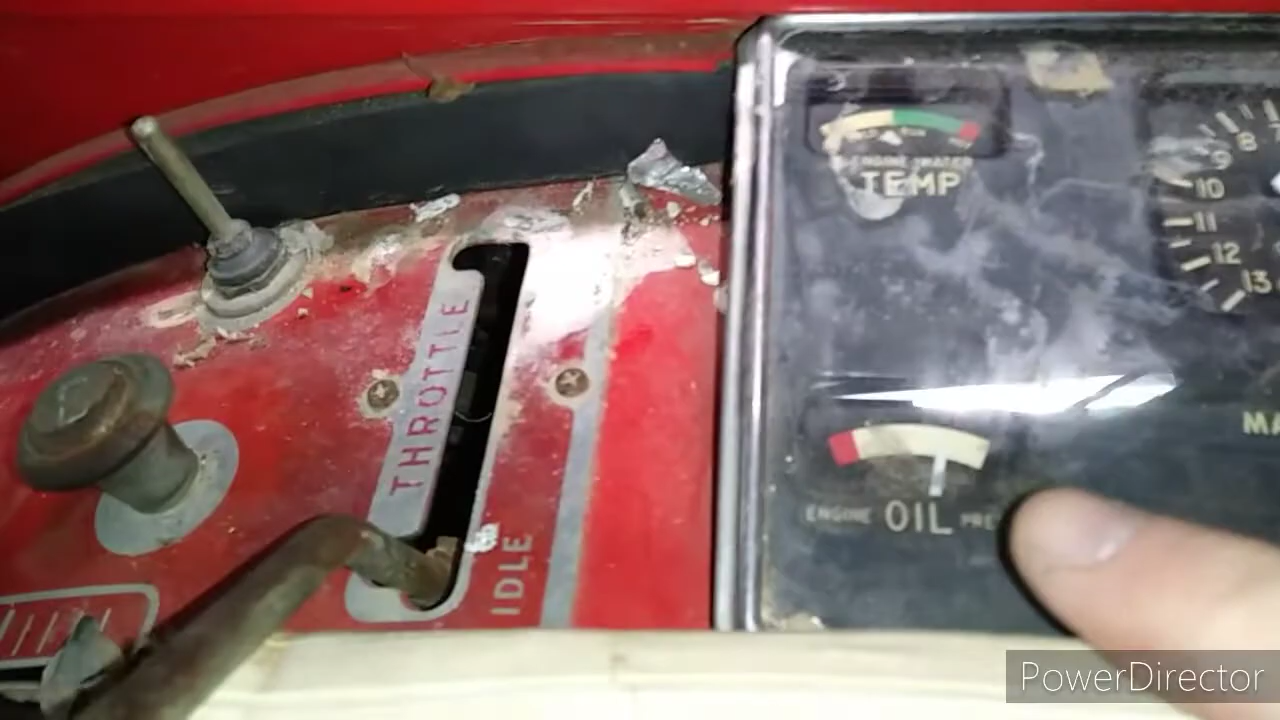 ENGINE WATER
TEMP
8
9
10
11
12
13
THROTTLE
IDLE
ENGINE OIL
PowerDirector